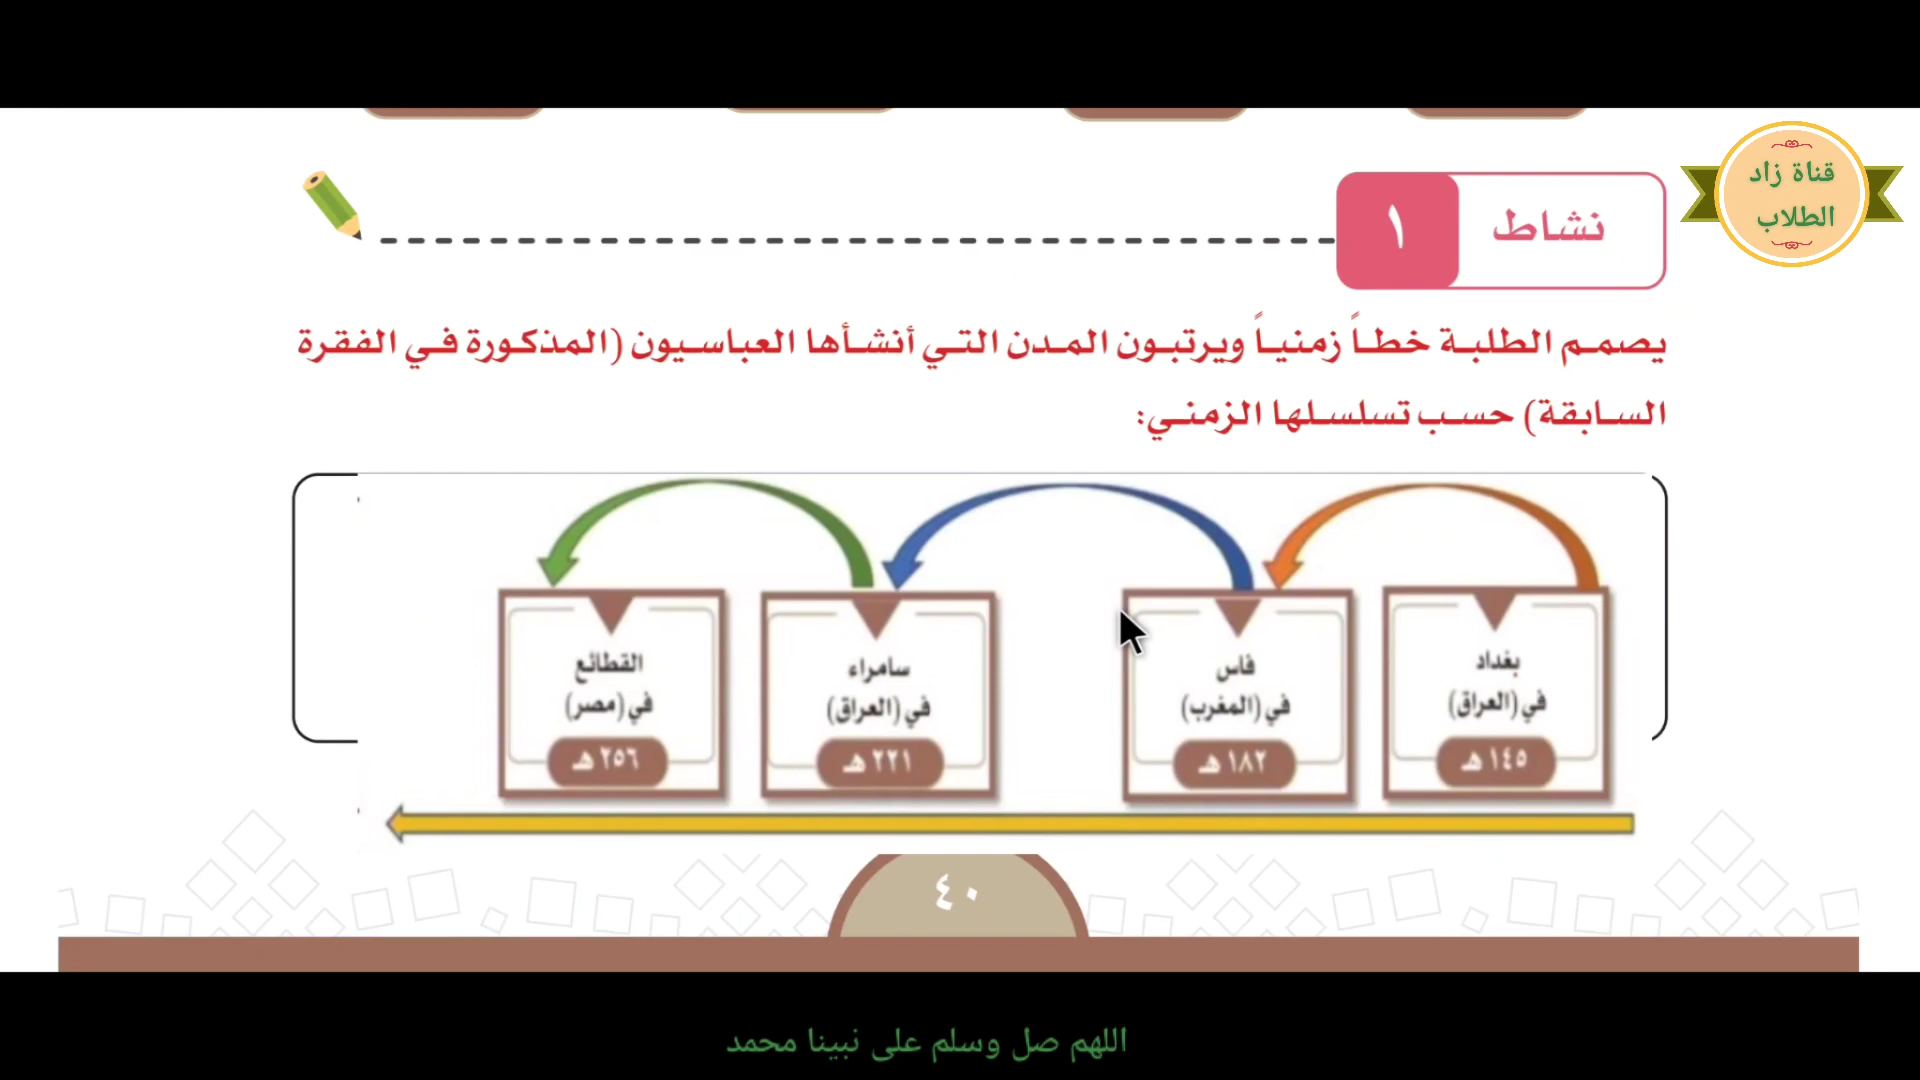 قناة زاد
الطلاب
نشاط
١
يصمم الطلبة خطاً زمنياً ويرتبون المدن التي أنشأها العباسيون (المذكورة في الفقرة
السابقة) حسب تسلسلها الزمني:
بغداد
في (العراق)
١٤٥ هـ
فاس
في (المغرب)
١٨٢ هـ
سامراء
في (العراق)
٢٢١ هـ
القطائع
في (مصر)
٢٥٦ هـ
٤٠
اللهم صل وسلم على نبينا محمد